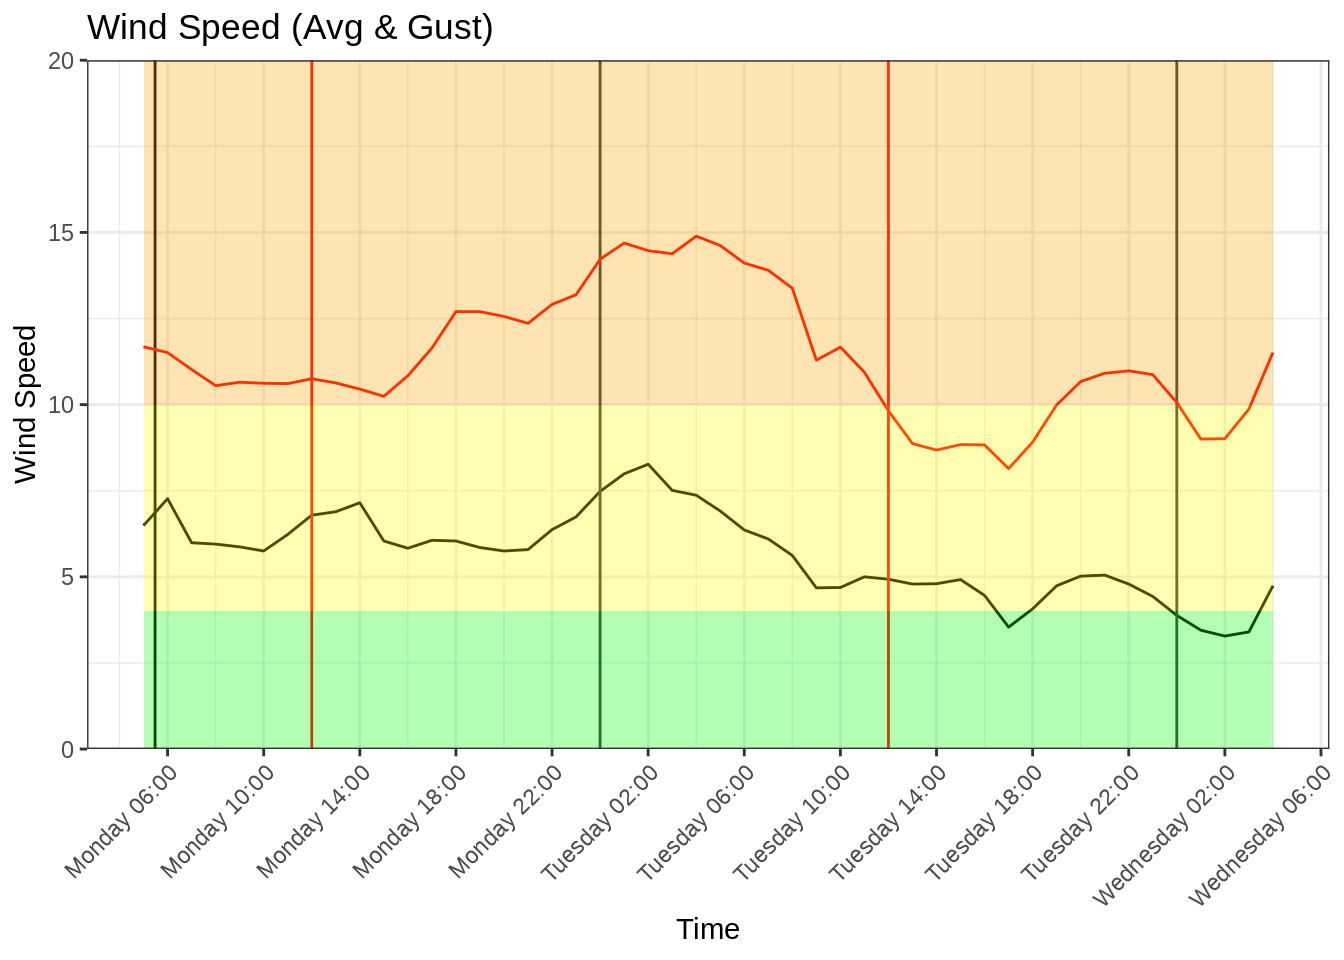 Wind Speed (Avg & Gust)
20
15
10
5
0
Wind Speed
Monday 06:00
Monday 10:00
Monday 14:00
Monday 18:00
Monday 22:00
Tuesday 02:00
Tuesday 06:00
Tuesday 10:00
Tuesday 14:00
Tuesday 18:00
Tuesday 22:00
Wednesday 02:00
Wednesday 06:00
Time